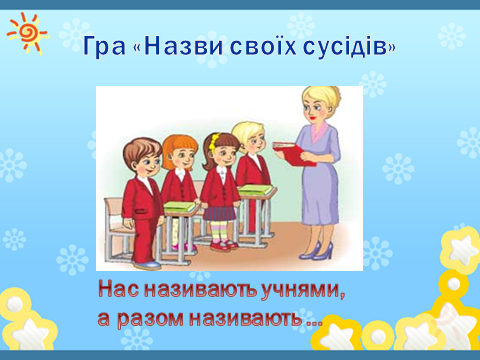 Гра «Назви своїх сусідів»
Нас називають учнями,
а разом називають ...